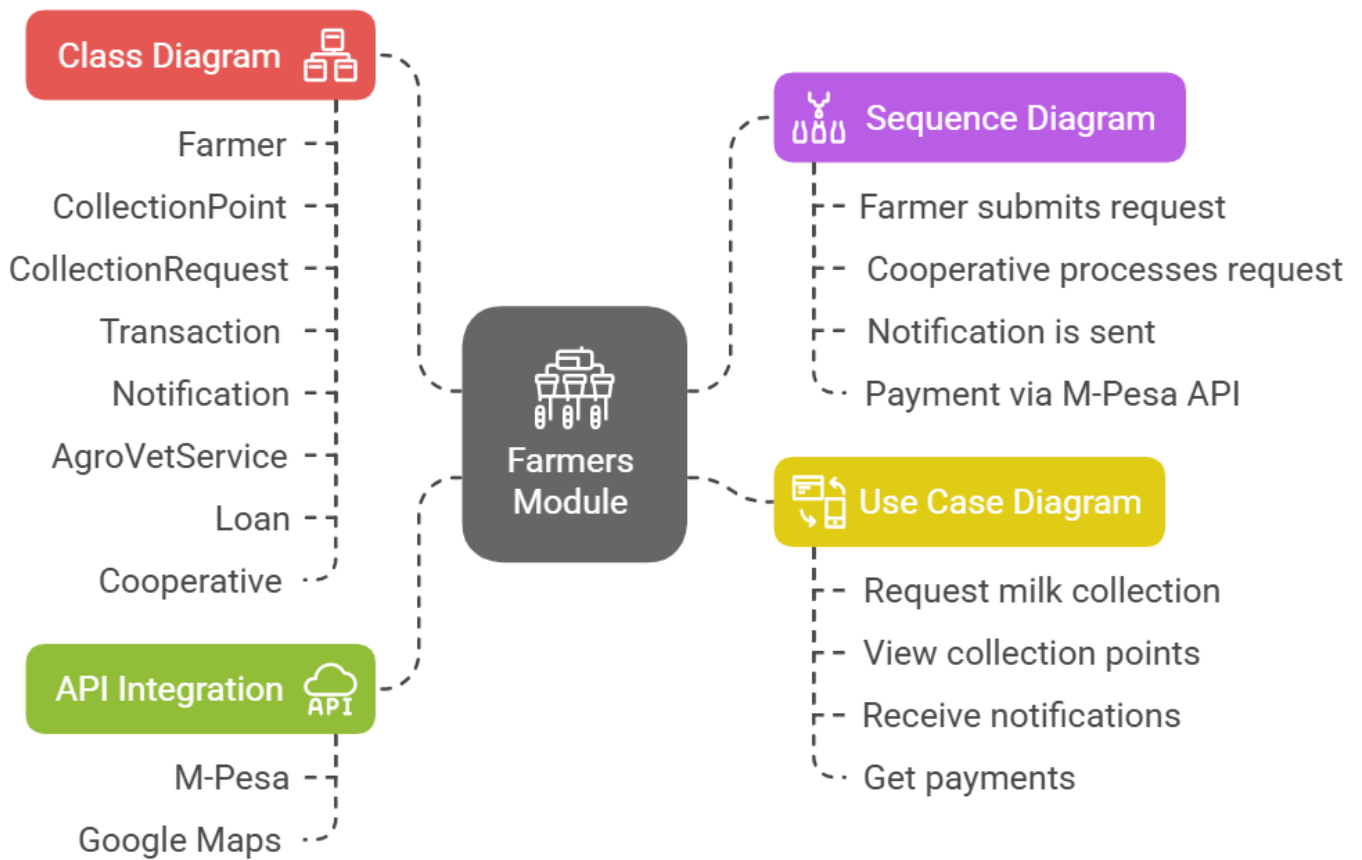 Class Diagram
Farmer
CollectionPoint
CollectionRequest
Transaction
Notification
AgroVetService
Loan
Cooperative
API Integration
API
M-Pesa
Google Maps
Farmers
Module
Sequence Diagram
Farmer submits request
Cooperative processes request
Notification is sent
Payment via M-Pesa API
Use Case Diagram
Request milk collection
View collection points
Receive notifications
Get payments